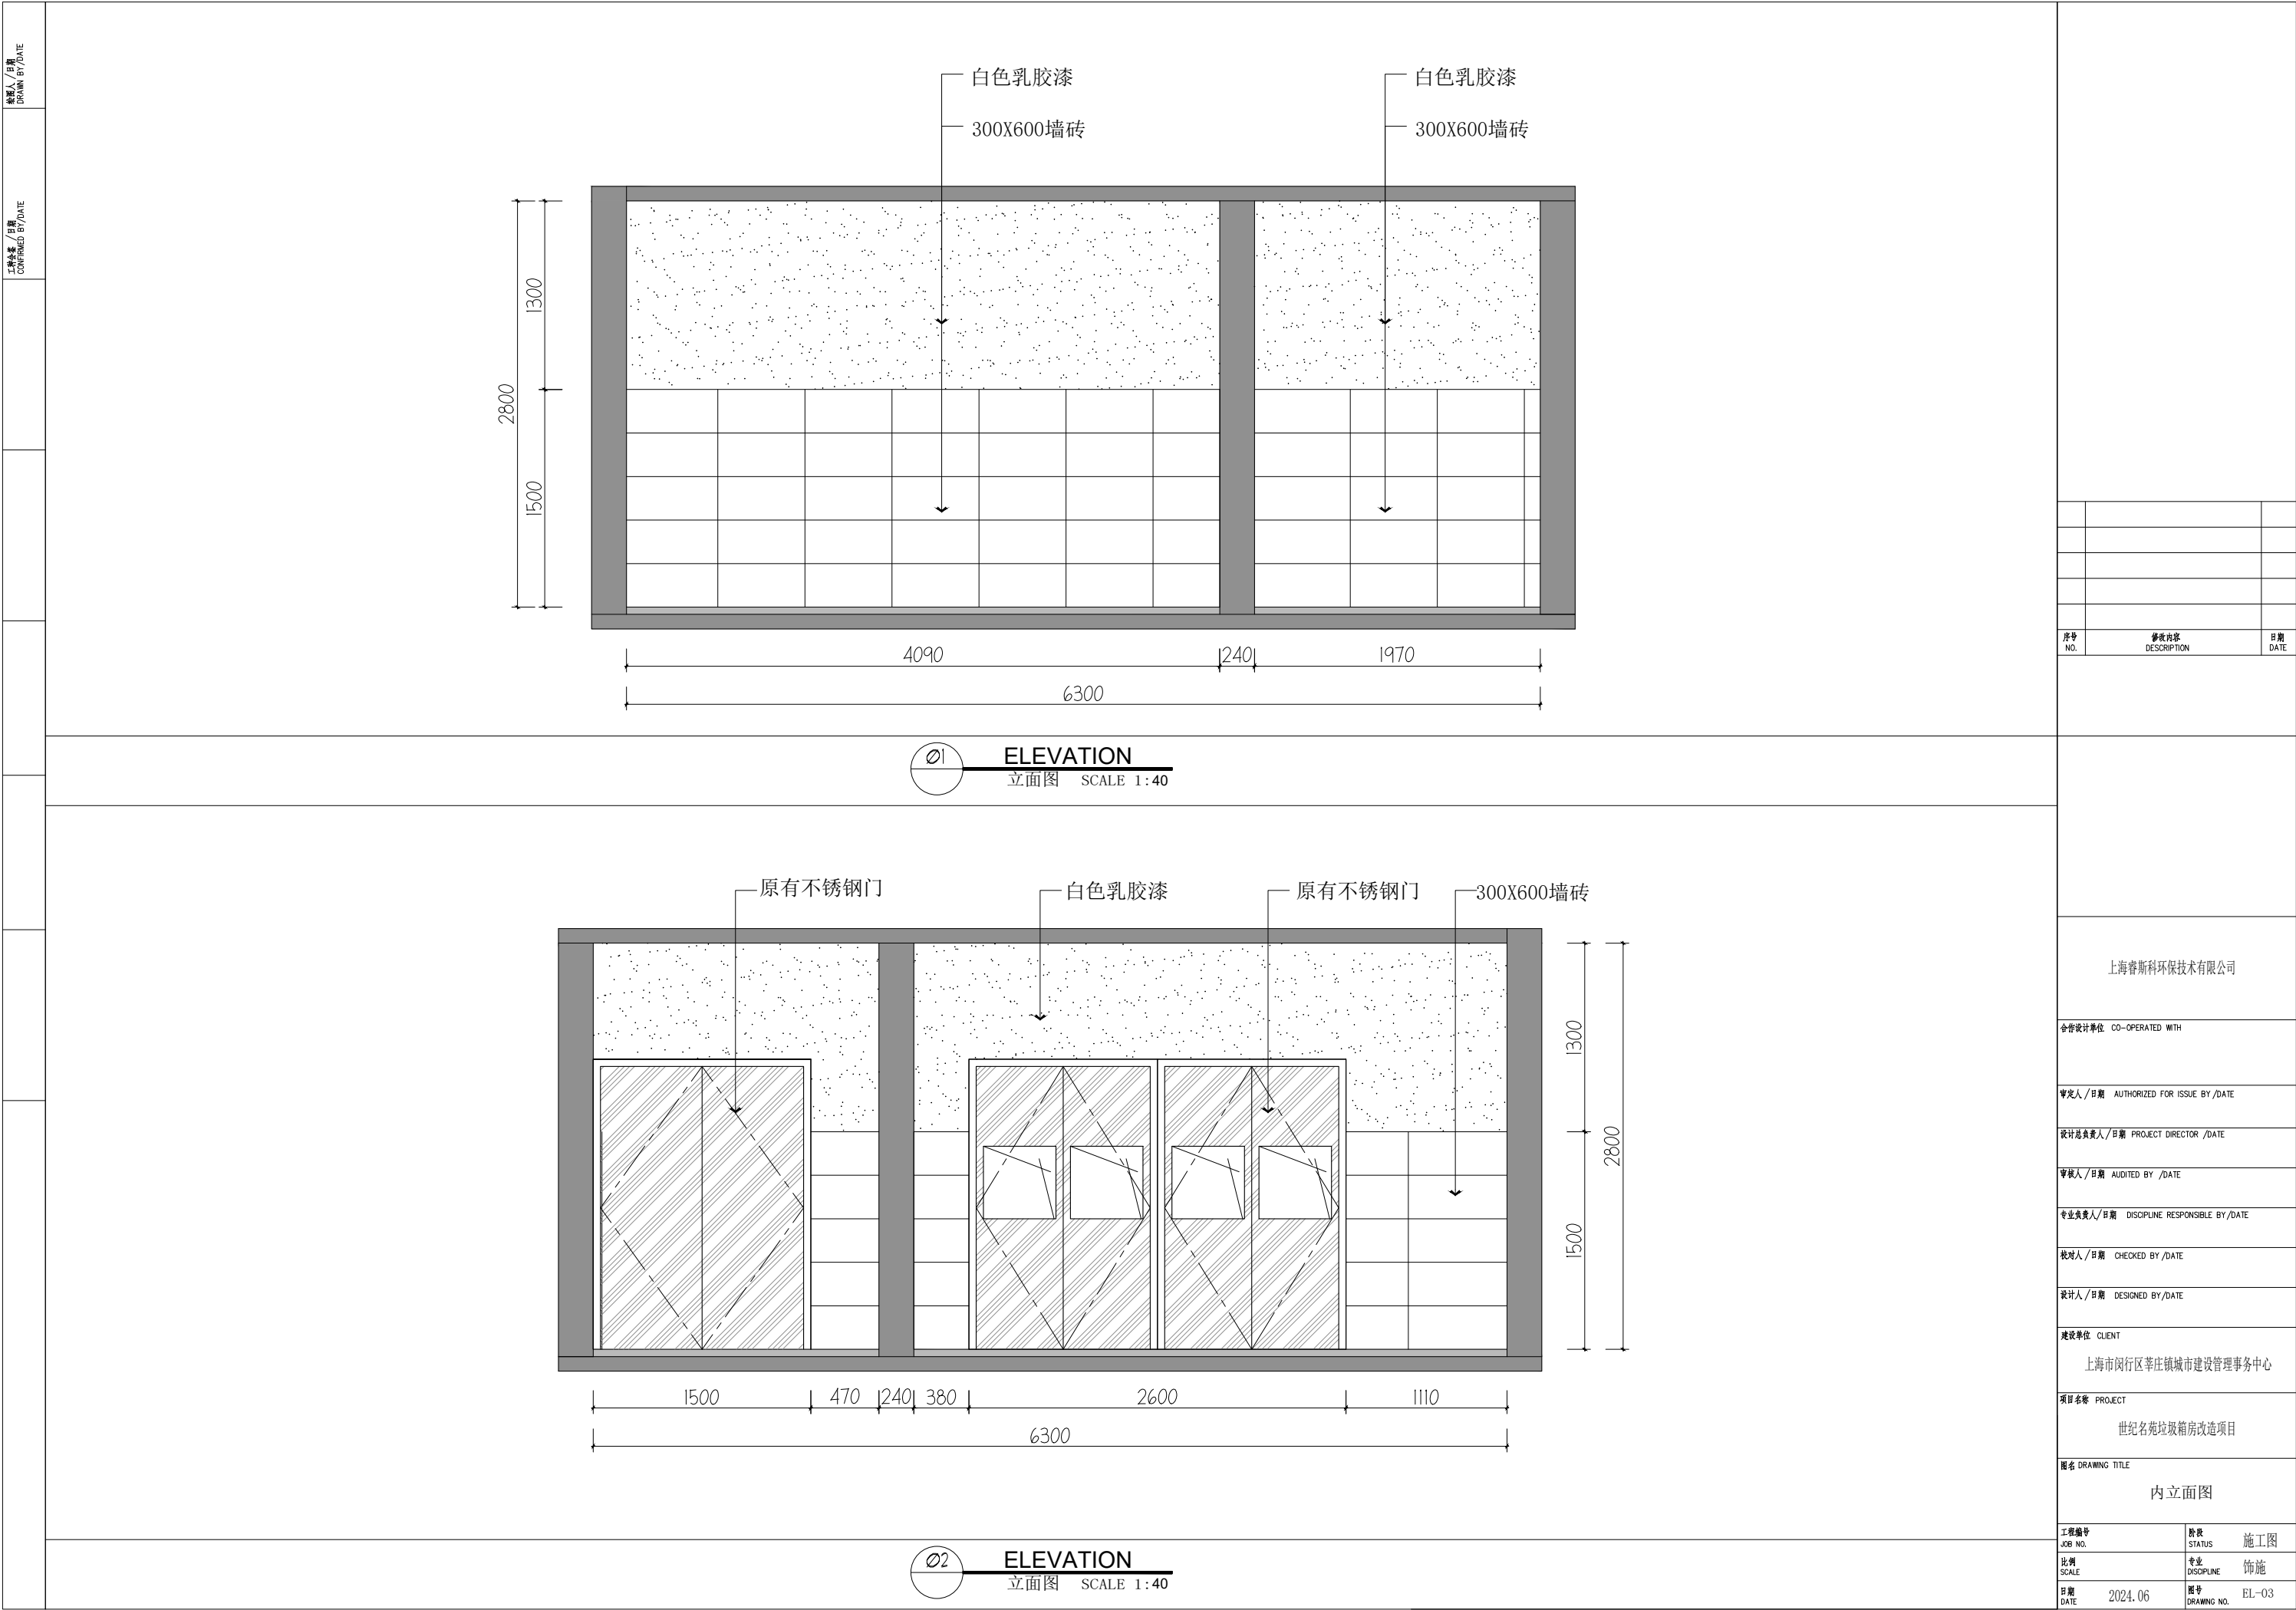 绘图人 /日期
DRAWN BY/DATE
工种会签 /日期
CONFIRMED BY/DATE
白色乳胶漆
300X600墙砖
白色乳胶漆
300X600墙砖
1300
2800
1500
4090
240
1970
6300
01
ELEVATION
立面图 SCALE 1:40
原有不锈钢门
白色乳胶漆
原有不锈钢门
300X600墙砖
1300
2800
1500
1500
470
240
380
2600
1110
6300
02
ELEVATION
立面图 SCALE 1:40
序号
NO.
修改内容
DESCRIPTION
日期
DATE
上海睿斯科环保技术有限公司
合作设计单位 CO-OPERATED WITH
审定人 /日期 AUTHORIZED FOR ISSUE BY /DATE
设计总负责人 /日期 PROJECT DIRECTOR /DATE
审核人 /日期 AUDITED BY /DATE
专业负责人/日期 DISCIPLINE RESPONSIBLE BY/DATE
校对人 /日期 CHECKED BY /DATE
设计人 /日期 DESIGNED BY/DATE
建设单位 CLIENT
上海市闵行区莘庄镇城市建设管理事务中心
项目名称 PROJECT
世纪名苑垃圾箱房改造项目
图名 DRAWING TITLE
内立面图
工程编号
JOB NO.
阶段
STATUS
施工图
比例
SCALE
专业
DISCIPLINE
饰施
日期
DATE
2024.06
图号
DRAWING NO.
EL-03